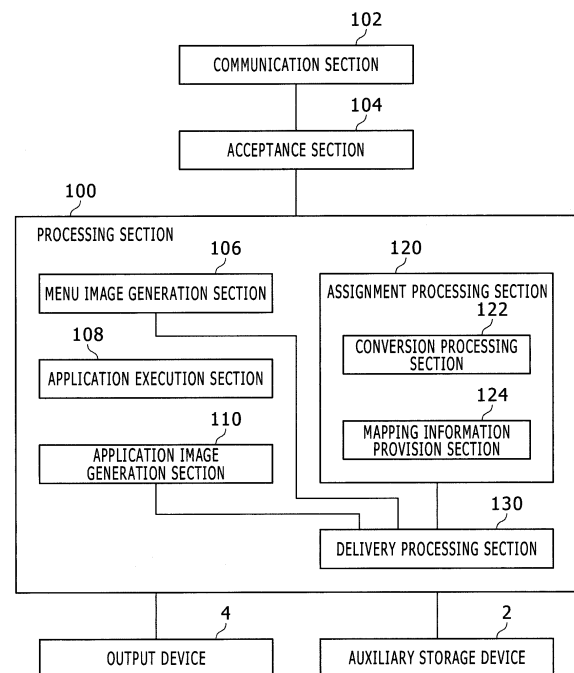 102
COMMUNICATION SECTION
104
ACCEPTANCE SECTION
100
PROCESSING SECTION
106
MENU IMAGE GENERATION SECTION
108
APPLICATION EXECUTION SECTION
110
APPLICATION IMAGE
GENERATION SECTION
120
ASSIGNMENT PROCESSING SECTION
122
CONVERSION PROCESSING
SECTION
124
MAPPING INFORMATION
PROVISION SECTION
130
DELIVERY PROCESSING SECTION
4
OUTPUT DEVICE
2
AUXILIARY STORAGE DEVICE